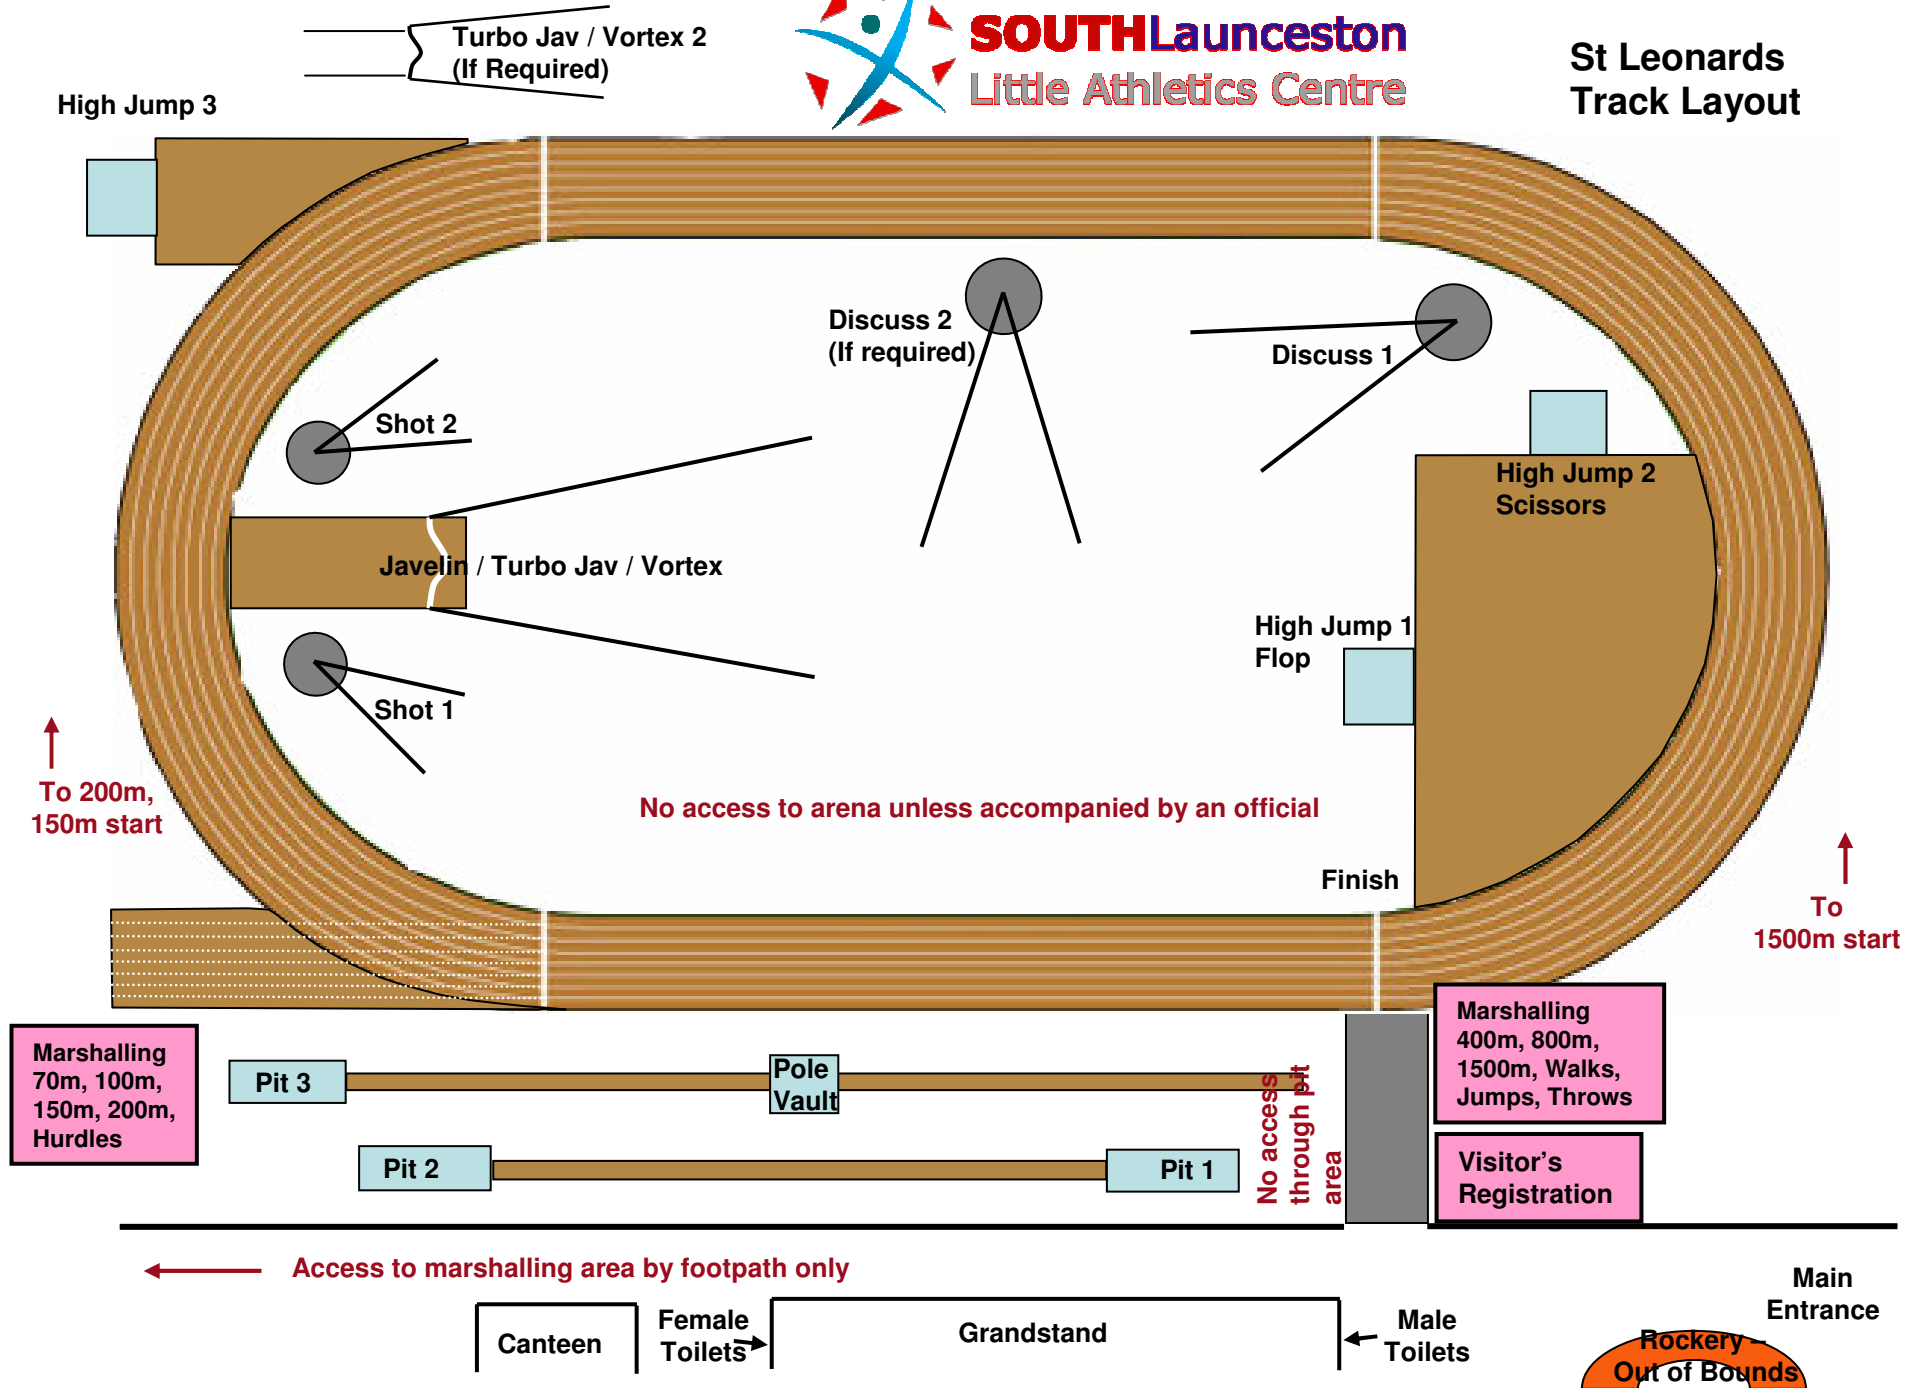 Turbo Jav / Vortex 2
(If Required)
SOUTHLaunceston
Little Athletics Centre
St Leonards
Track Layout
High Jump 3
Discuss 2
(If required)
Discuss 1
Shot 2
High Jump 2
Scissors
Javelin / Turbo Jav / Vortex
High Jump 1
Flop
Shot 1
To 200m,
150m start
No access to arena unless accompanied by an official
Finish
To
1500m start
Marshalling
70m, 100m,
150m, 200m,
Hurdles
Pit 3
Pole
Vault
No access
through pit
area
Marshalling
400m, 800m,
1500m, Walks,
Jumps, Throws
Pit 2
Pit 1
Visitor’s
Registration
Access to marshalling area by footpath only
Main
Entrance
Canteen
Female
Toilets
Grandstand
Male
Toilets
Rockery –
Out of Bounds